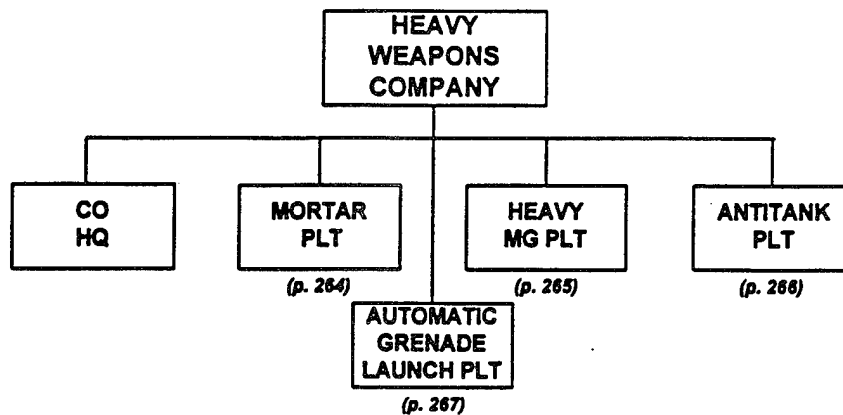 HEAVY
WEAPONS
COMPANY
CO
HQ
MORTAR
PLT
(p. 264)
HEAVY
MG PLT
(p. 265)
ANTITANK
PLT
(p. 266)
AUTOMATIC
GRENADE
LAUNCH PLT
(p. 267)